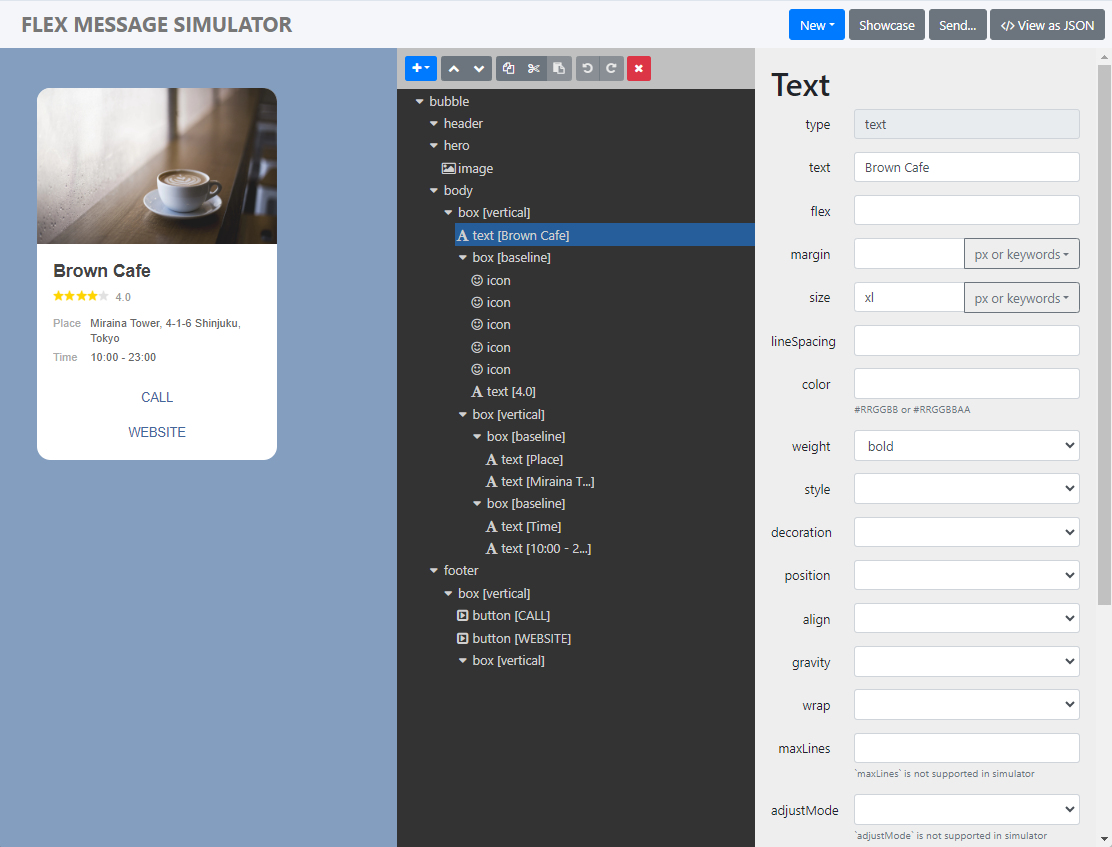 FLEX MESSAGE SIMULATOR
New
Showcase
Send...
</> View as JSON
Brown Cafe
4.0
Place Miraina Tower, 4-1-6 Shinjuku,
Tokyo
Time 10:00 - 23:00
CALL
WEBSITE
bubble
header
hero
image
body
box [vertical]
text [Brown Cafe]
box [baseline]
icon
icon
icon
icon
icon
text [4.0]
box [vertical]
box [baseline]
text [Place]
text [Miraina T...]
box [baseline]
text [Time]
text [10:00 - 2...]
footer
box [vertical]
button [CALL]
button [WEBSITE]
box [vertical]
Text
type text
text Brown Cafe
flex
margin px or keywords
size xl px or keywords
lineSpacing
color
#RRGGBB or #RRGGBBAA
weight bold
style
decoration
position
align
gravity
wrap
maxLines
`maxLines` is not supported in simulator
adjustMode
`adjustMode` is not supported in simulator